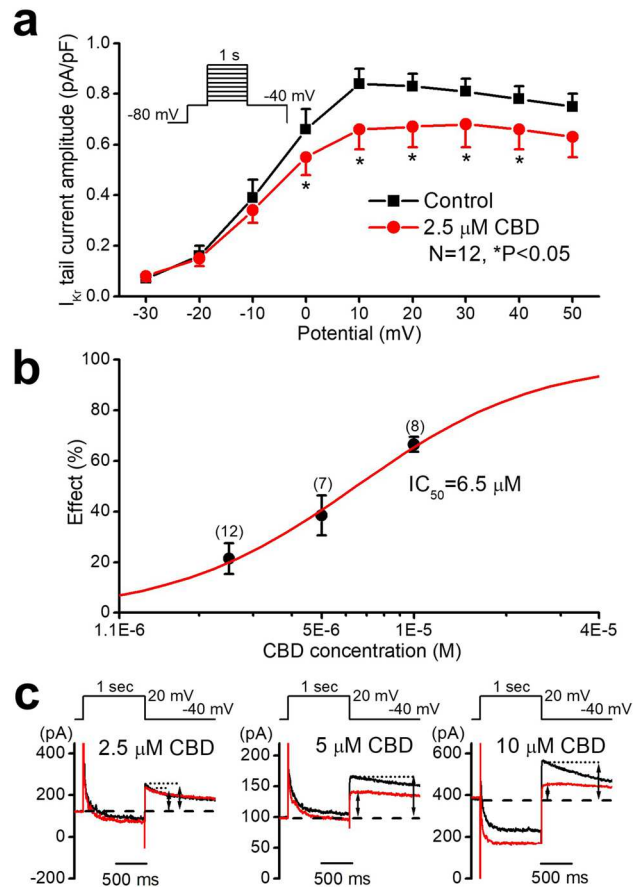 a
I_Kr tail current amplitude (pA/pF)
1.0
0.8
0.6
0.4
0.2
0.0
1 s
-80 mV
-40 mV
* * * * *
Control
2.5 μM CBD
N=12, *P<0.05
-30 -20 -10 0 10 20 30 40 50
Potential (mV)
b
Effect (%)
100
80
60
40
20
0
(12)
(7)
(8)
IC50=6.5 μM
1.1E-6 5E-6 1E-5 4E-5
CBD concentration (M)
c
1 sec 20 mV
-40 mV
(pA)
2.5 μM CBD
400
200
0
-200
500 ms
1 sec 20 mV
-40 mV
(pA)
5 μM CBD
200
150
100
50
0
500 ms
1 sec 20 mV
-40 mV
(pA)
10 μM CBD
600
400
200
0
500 ms